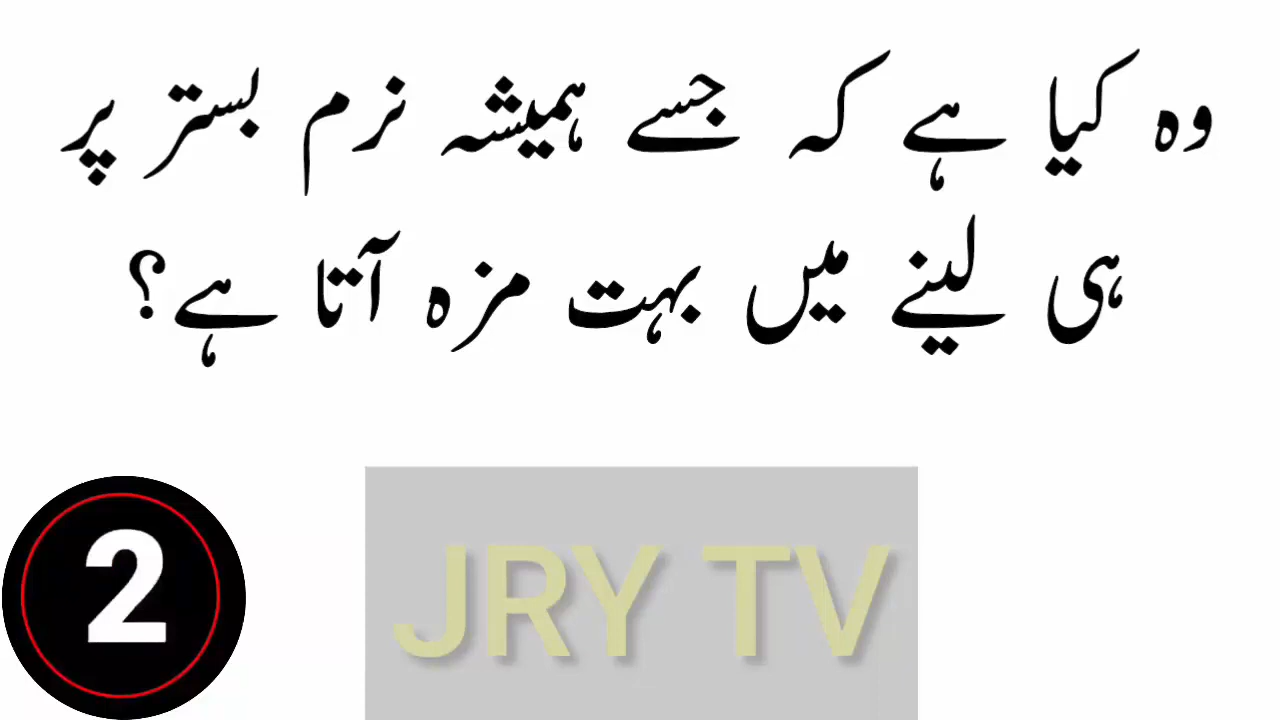 وہ کیا ہے کہ جسے ہمیشہ نرم بستر پر
ہی لینے میں بہت مزہ آتا ہے؟
2
JRY TV